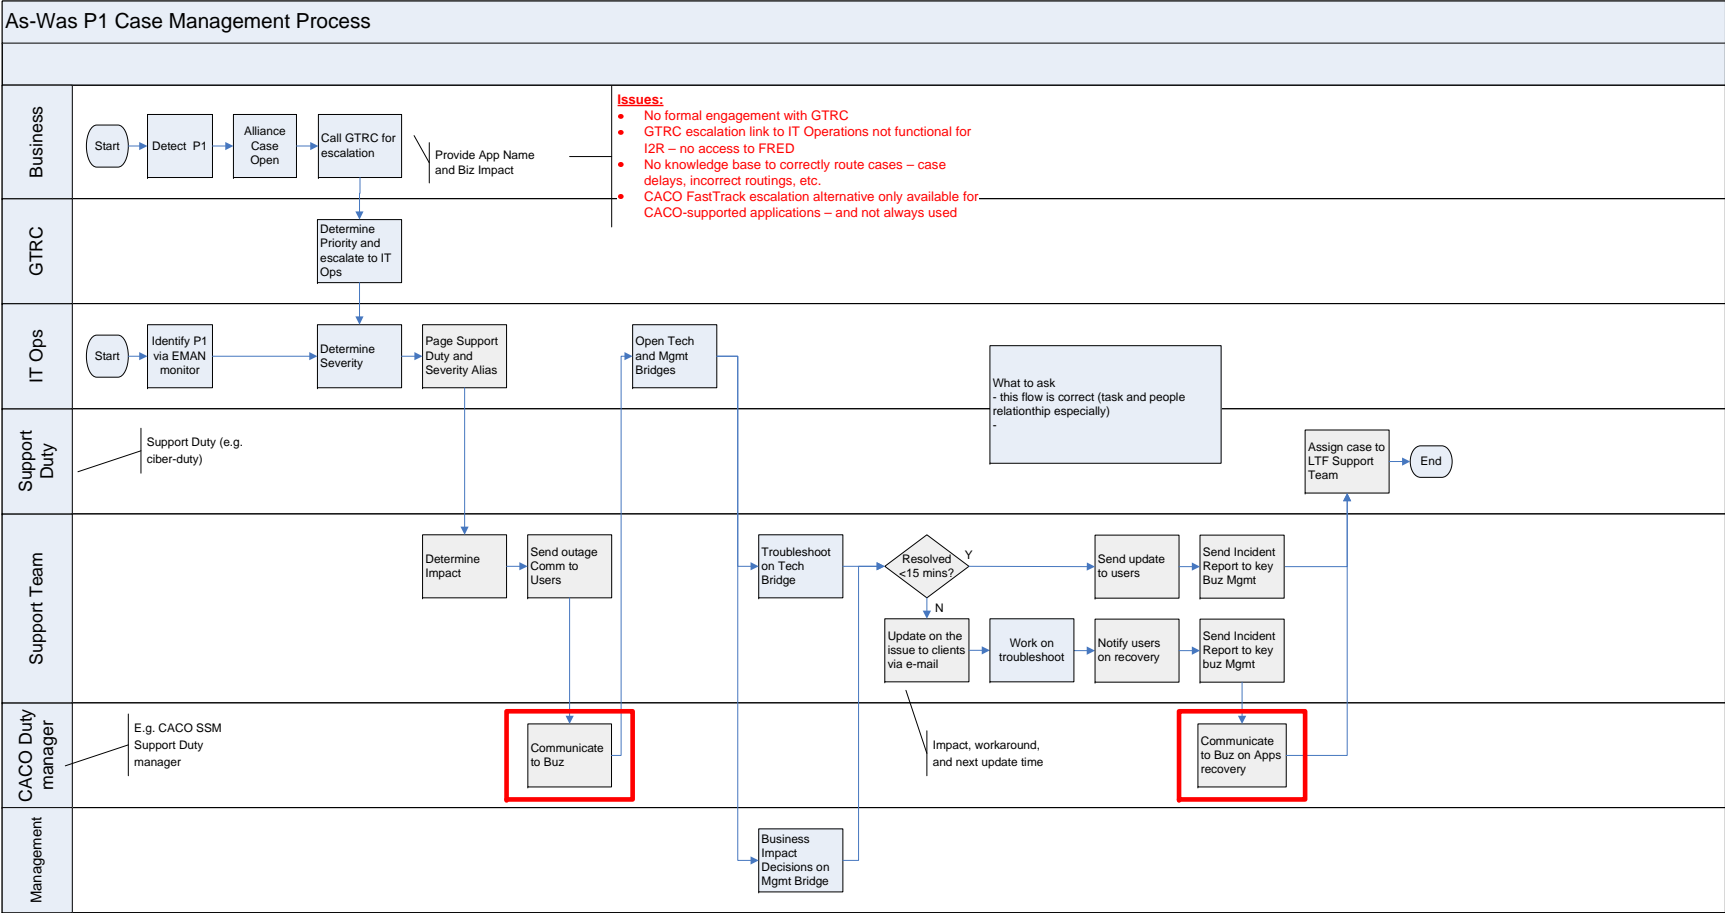 As-Was P1 Case Management Process
Business
Start
Detect P1
Alliance
Case
Open
Call GTRC for
escalation
Provide App Name
and Biz Impact
Issues:
• No formal engagement with GTRC
• GTRC escalation link to IT Operations not functional for
I2R – no access to FRED
• No knowledge base to correctly route cases – case
delays, incorrect routings, etc.
• CACO FastTrack escalation alternative only available for
CACO-supported applications – and not always used
GTRC
Determine
Priority and
escalate to IT
Ops
IT Ops
Start
Identify P1
via EMAN
monitor
Determine
Severity
Page Support
Duty and
Severity Alias
Open Tech
and Mgmt
Bridges
What to ask
- this flow is correct (task and people
relationthip especially)
-
Support
Duty
Support Duty (e.g.
ciber-duty)
Assign case to
LTF Support
Team
End
Support Team
Determine
Impact
Send outage
Comm to
Users
Troubleshoot
on Tech
Bridge
Resolved
<15 mins?
Y
N
Send update
to users
Send Incident
Report to key
Buz Mgmt
Update on the
issue to clients
via e-mail
Work on
troubleshoot
Notify users
on recovery
Send Incident
Report to key
buz Mgmt
CACO Duty
manager
E.g. CACO SSM
Support Duty
manager
Communicate
to Buz
Impact, workaround,
and next update time
Communicate
to Buz on Apps
recovery
Management
Business
Impact
Decisions on
Mgmt Bridge